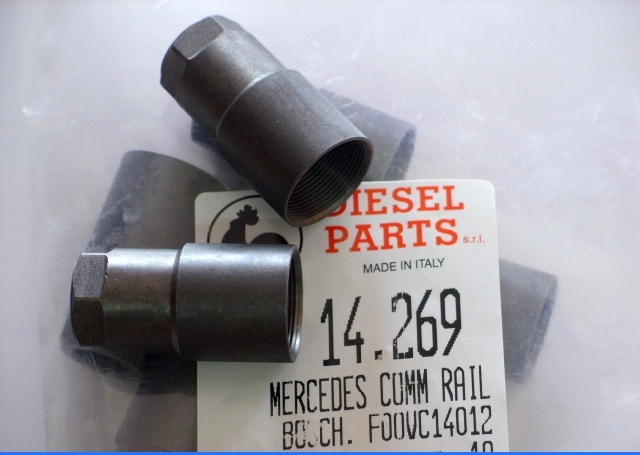 DIESEL
PARTS s.r.l.
MADE IN ITALY
14.269
MERCEDES COMM RAIL
BOSCH. F00VC14012